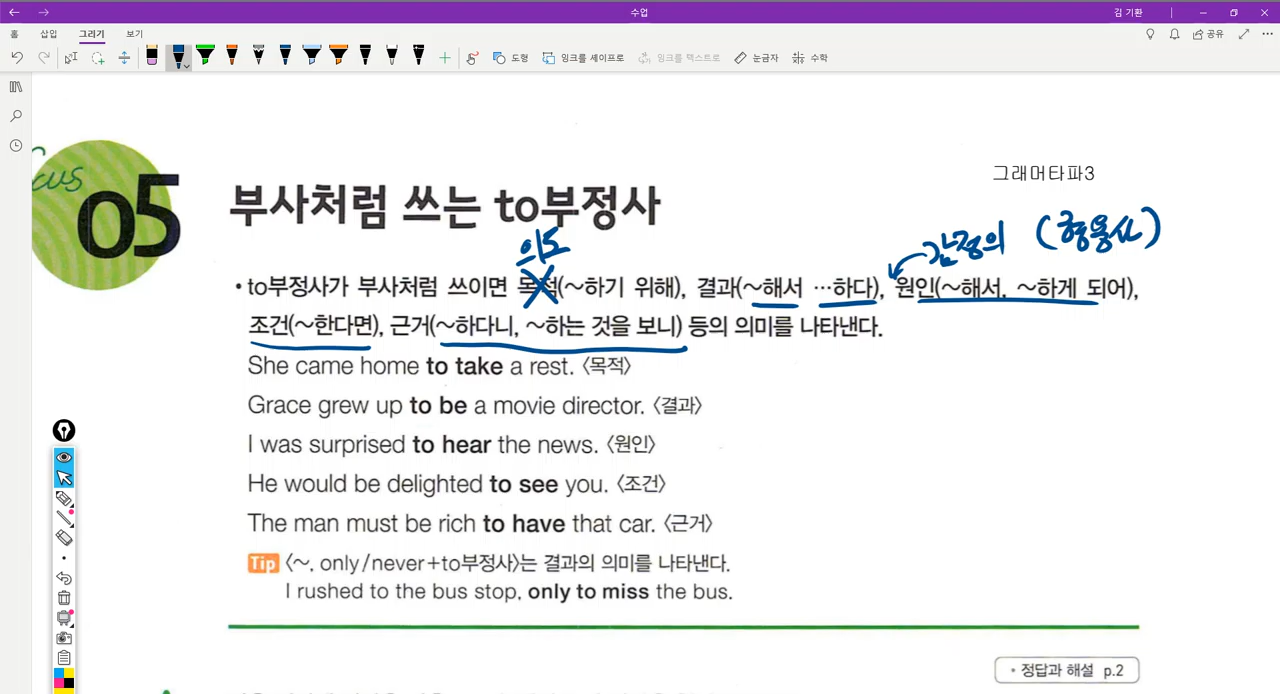 수업
김 기환
홈 삽입 그리기 보기
공유
도형 잉크를 셰이프로 잉크를 텍스트로 눈금자 수학
cus
05
부사처럼 쓰는 to부정사
그래머타파3
의도
감정의 (형용사)
• to부정사가 부사처럼 쓰이면 목적(~하기 위해), 결과(~해서 …하다), 원인(~해서, ~하게 되어),
조건(~한다면), 근거(~하다니, ~하는 것을 보니) 등의 의미를 나타낸다.
She came home to take a rest. 〈목적〉
Grace grew up to be a movie director. 〈결과〉
I was surprised to hear the news. 〈원인〉
He would be delighted to see you. 〈조건〉
The man must be rich to have that car. 〈근거〉
Tip 〈~, only/never+to부정사〉는 결과의 의미를 나타낸다.
I rushed to the bus stop, only to miss the bus.
• 정답과 해설 p.2